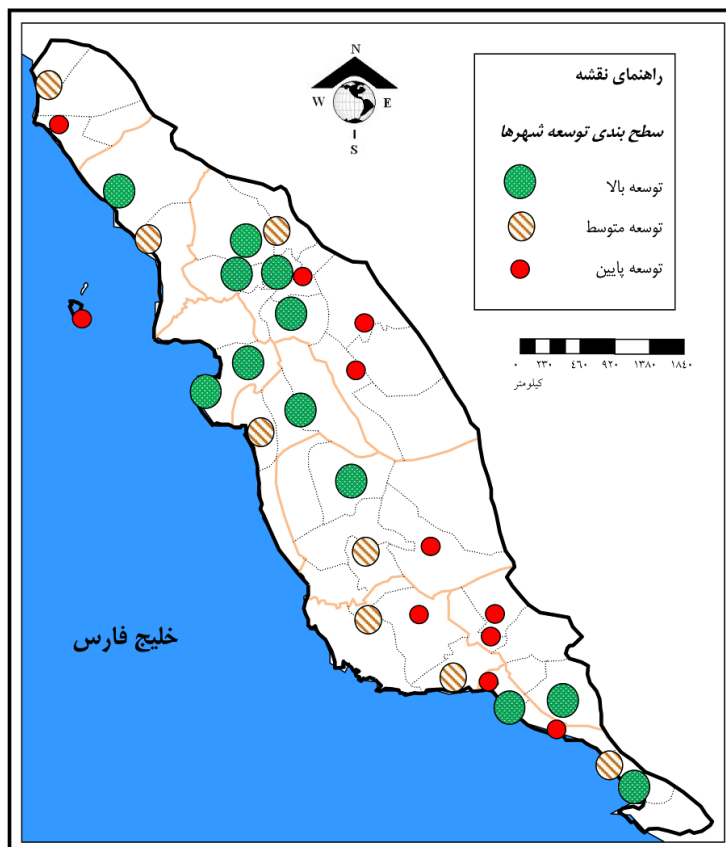 N
W E
S
راهنمای نقشه
سطح بندی توسعه شهرها
توسعه بالا
توسعه متوسط
توسعه پایین
۰ ۲۳۰ ۴۶۰ ۹۲۰ ۱۳۸۰ ۱۸۴۰
کیلومتر
خلیج فارس